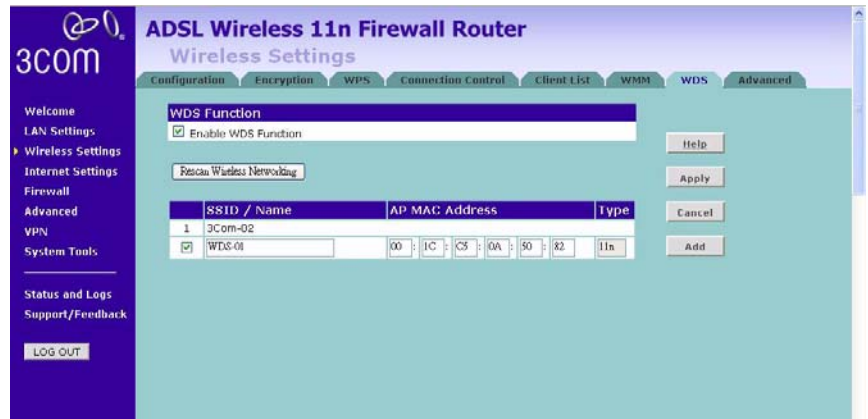 3COM
ADSL Wireless 11n Firewall Router
Wireless Settings
Configuration Encryption WPS Connection Control Client List WMM WDS Advanced
Welcome
LAN Settings
Wireless Settings
Internet Settings
Firewall
Advanced
VPN
System Tools
Status and Logs
Support/Feedback
LOG OUT
WDS Function
Enable WDS Function
Rescan Wireless Networking
SSID / Name AP MAC Address Type
1 3Com-02
WDS-01 00 : 1C : C5 : 0A : 50 : 82 11n
Help
Apply
Cancel
Add